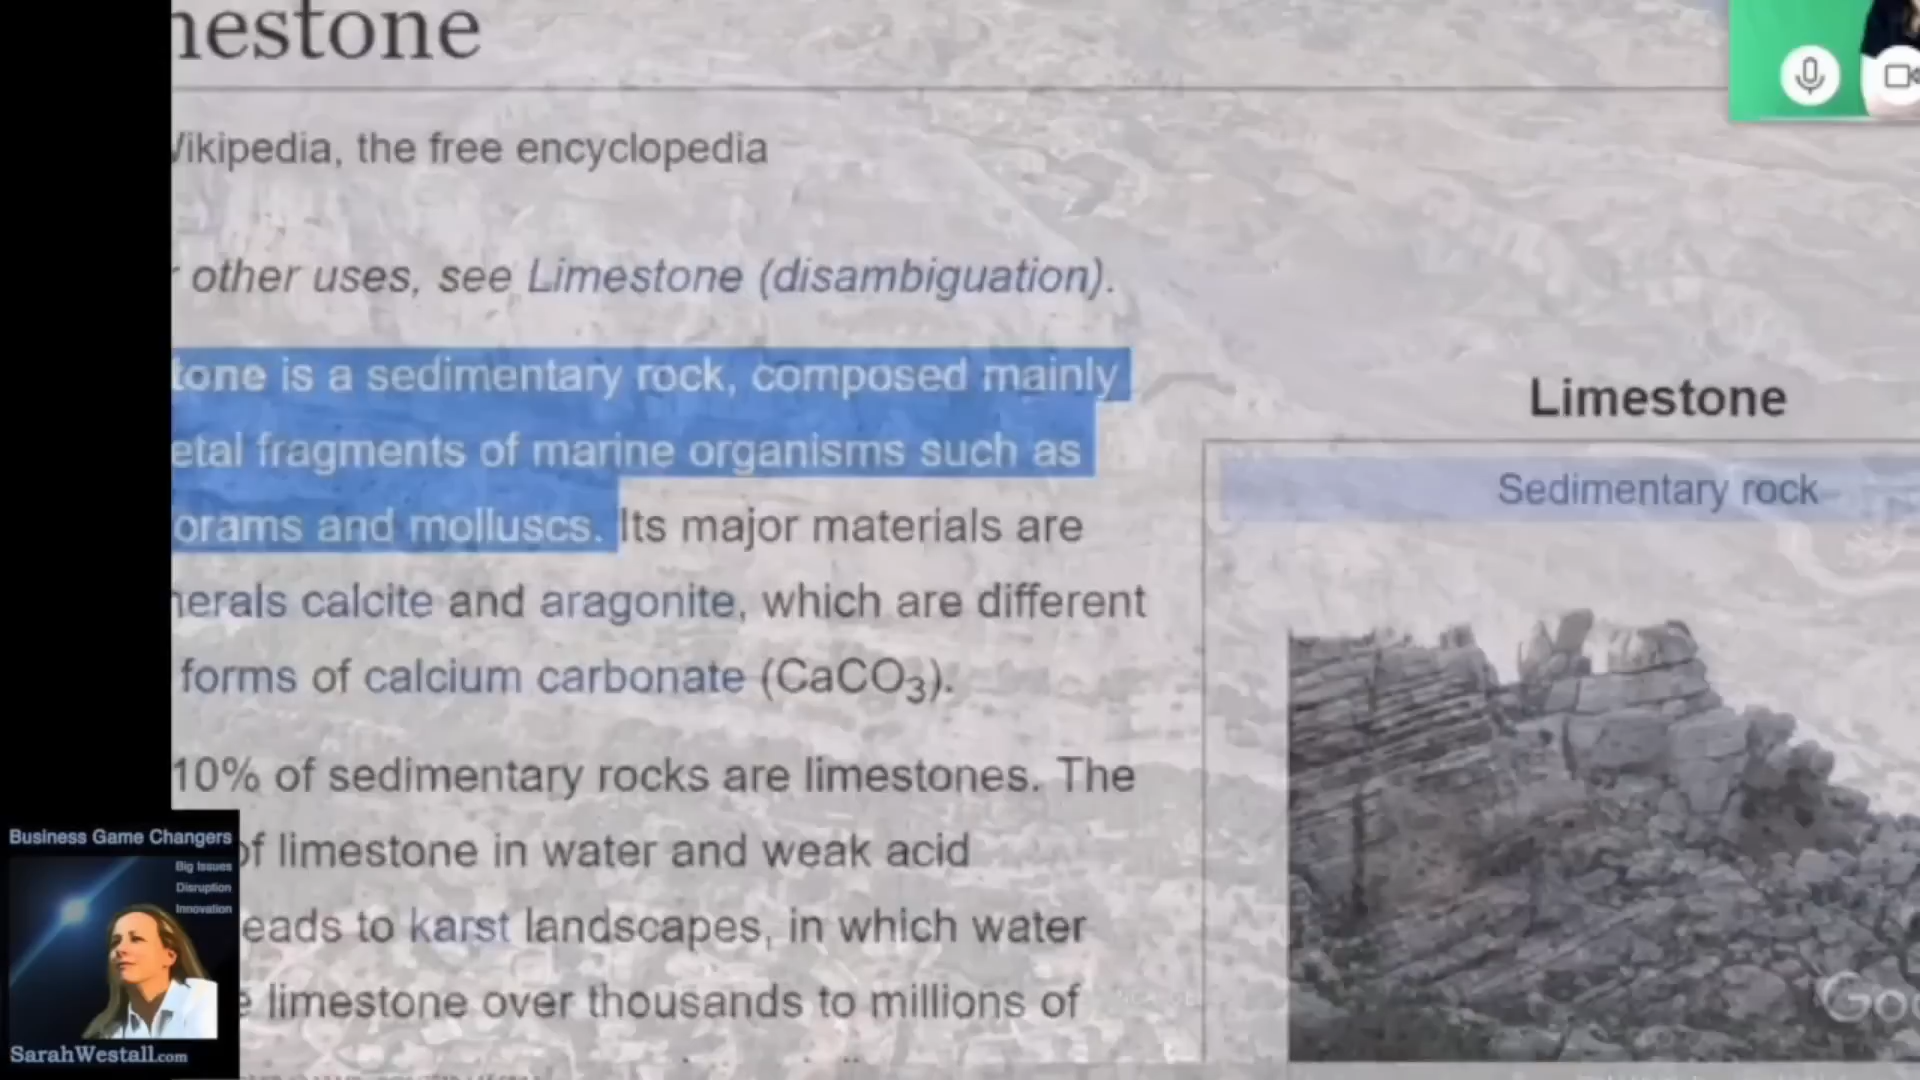 nestone
Wikipedia, the free encyclopedia
other uses, see Limestone (disambiguation).
tone is a sedimentary rock, composed mainly
etal fragments of marine organisms such as
orams and molluscs. Its major materials are
nerals calcite and aragonite, which are different
forms of calcium carbonate (CaCO₃).
10% of sedimentary rocks are limestones. The
of limestone in water and weak acid
eads to karst landscapes, in which water
e limestone over thousands to millions of
Limestone
Sedimentary rock
Goo
Business Game Changers
Big Issues
Disruption
Innovation
SarahWestall.com